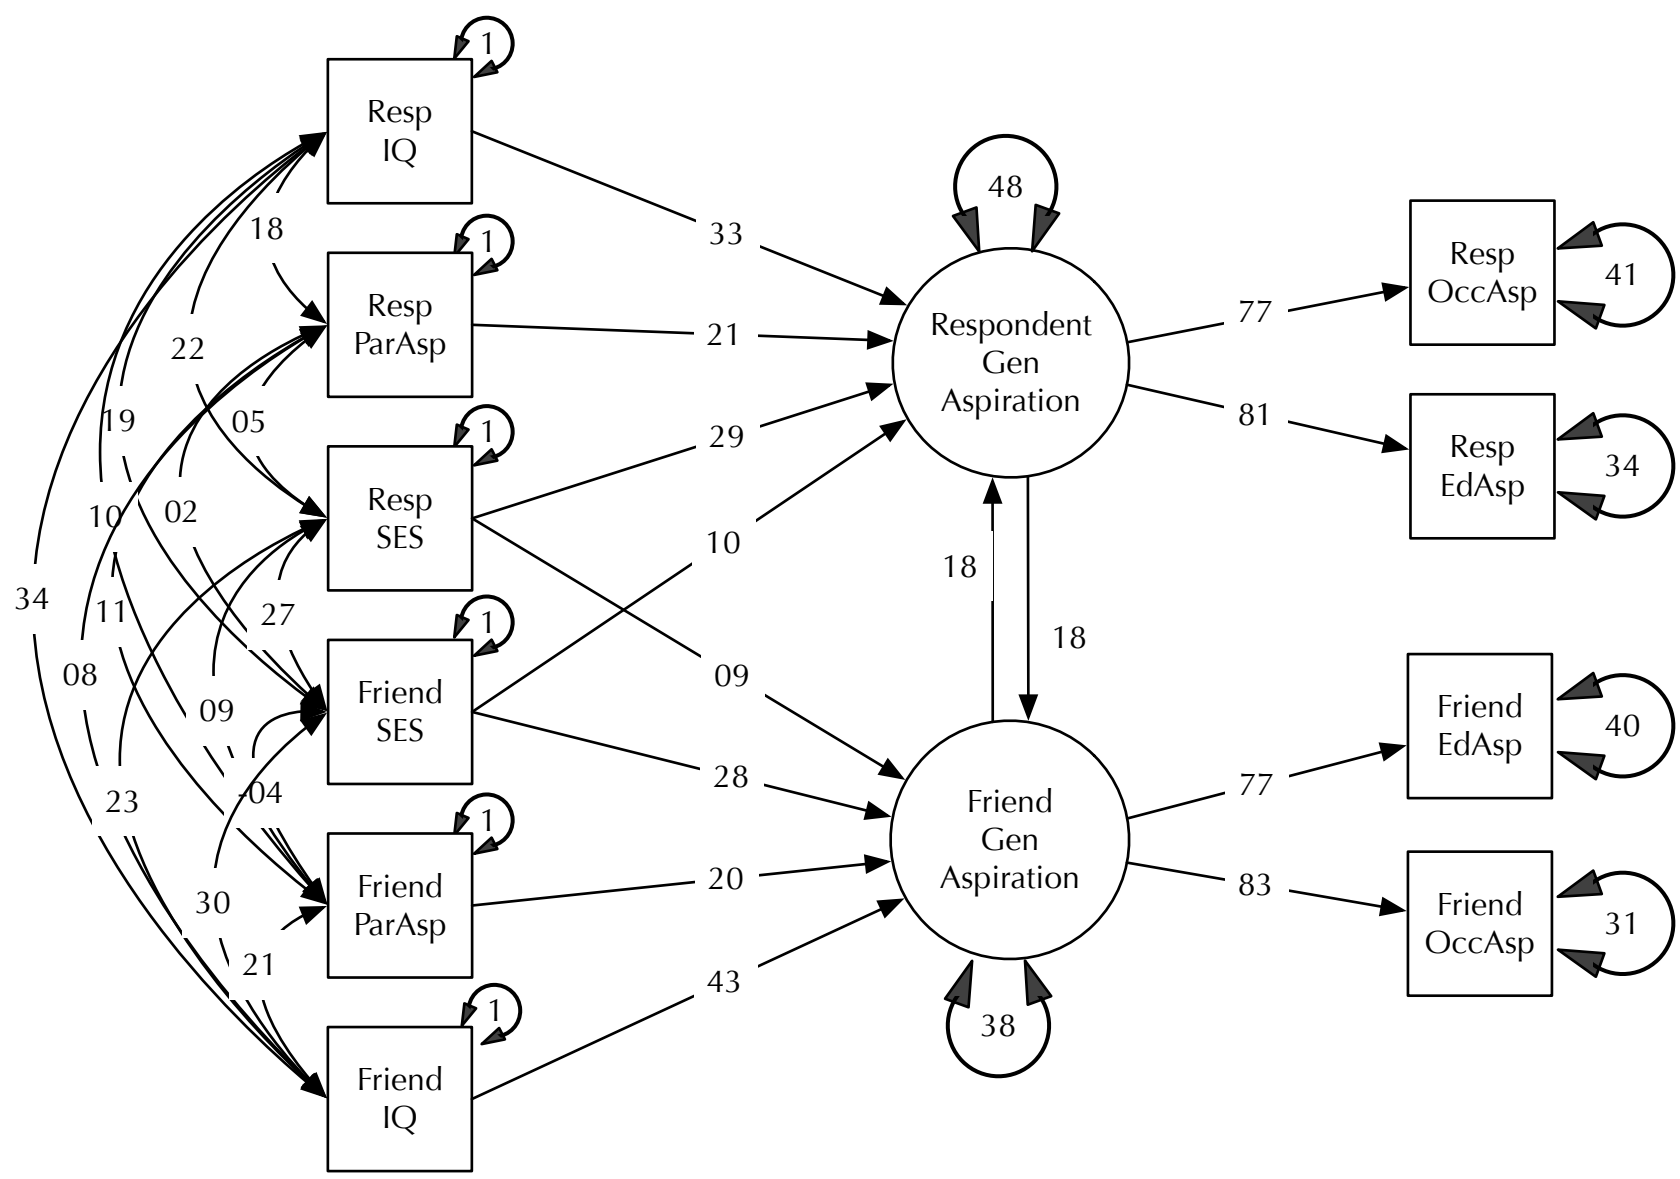 1
Resp
IQ
18
1
Resp
ParAsp
22
05
19
1
Resp
SES
10
02
34
11
27
1
Friend
SES
08
09
23
-04
1
Friend
ParAsp
30
21
1
Friend
IQ
33
21
29
10
09
28
20
43
48
Respondent
Gen
Aspiration
18
18
Friend
Gen
Aspiration
38
77
81
77
83
Resp
OccAsp
41
Resp
EdAsp
34
Friend
EdAsp
40
Friend
OccAsp
31